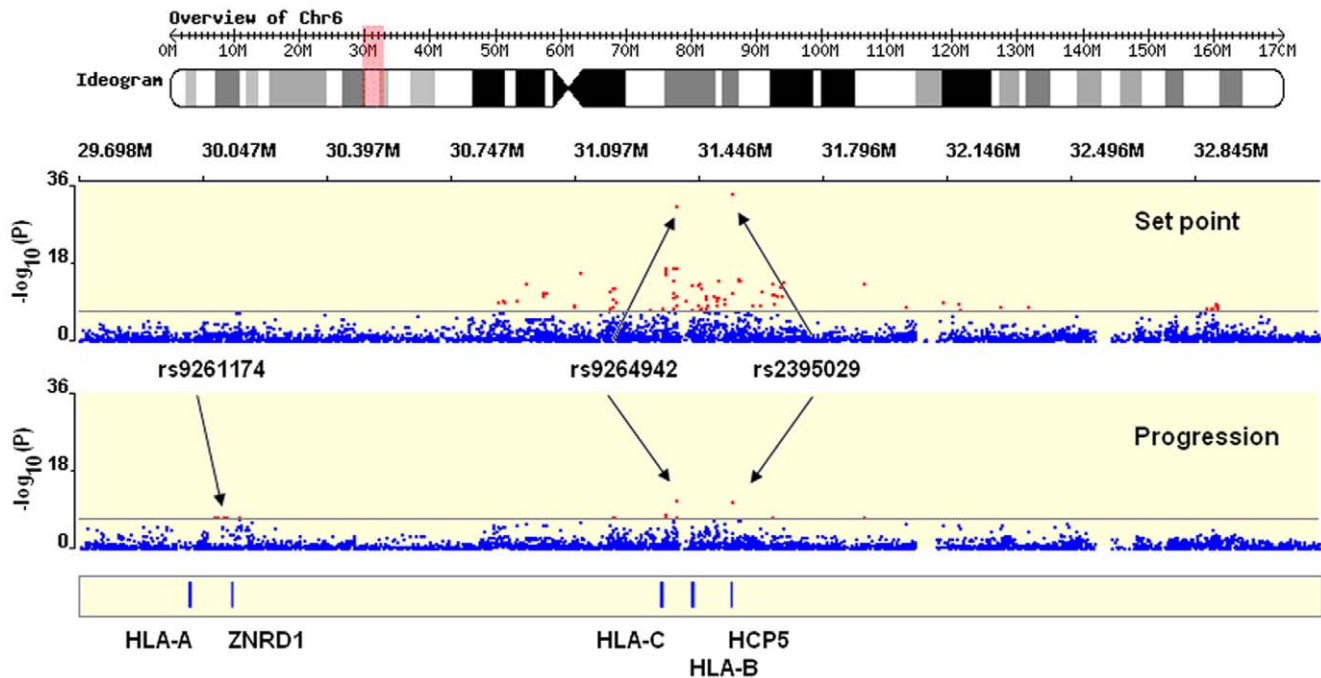 Overview of Chr6
0M 10M 20M 30M 40M 50M 60M 70M 80M 90M 100M 110M 120M 130M 140M 150M 160M 170M
Ideogram
29.698M 30.047M 30.397M 30.747M 31.097M 31.446M 31.796M 32.146M 32.496M 32.845M
36
Set point
-log10(P)
18
0
rs9261174 rs9264942 rs2395029
36
Progression
-log10(P)
18
0
HLA-A ZNRD1 HLA-C HCP5
HLA-B